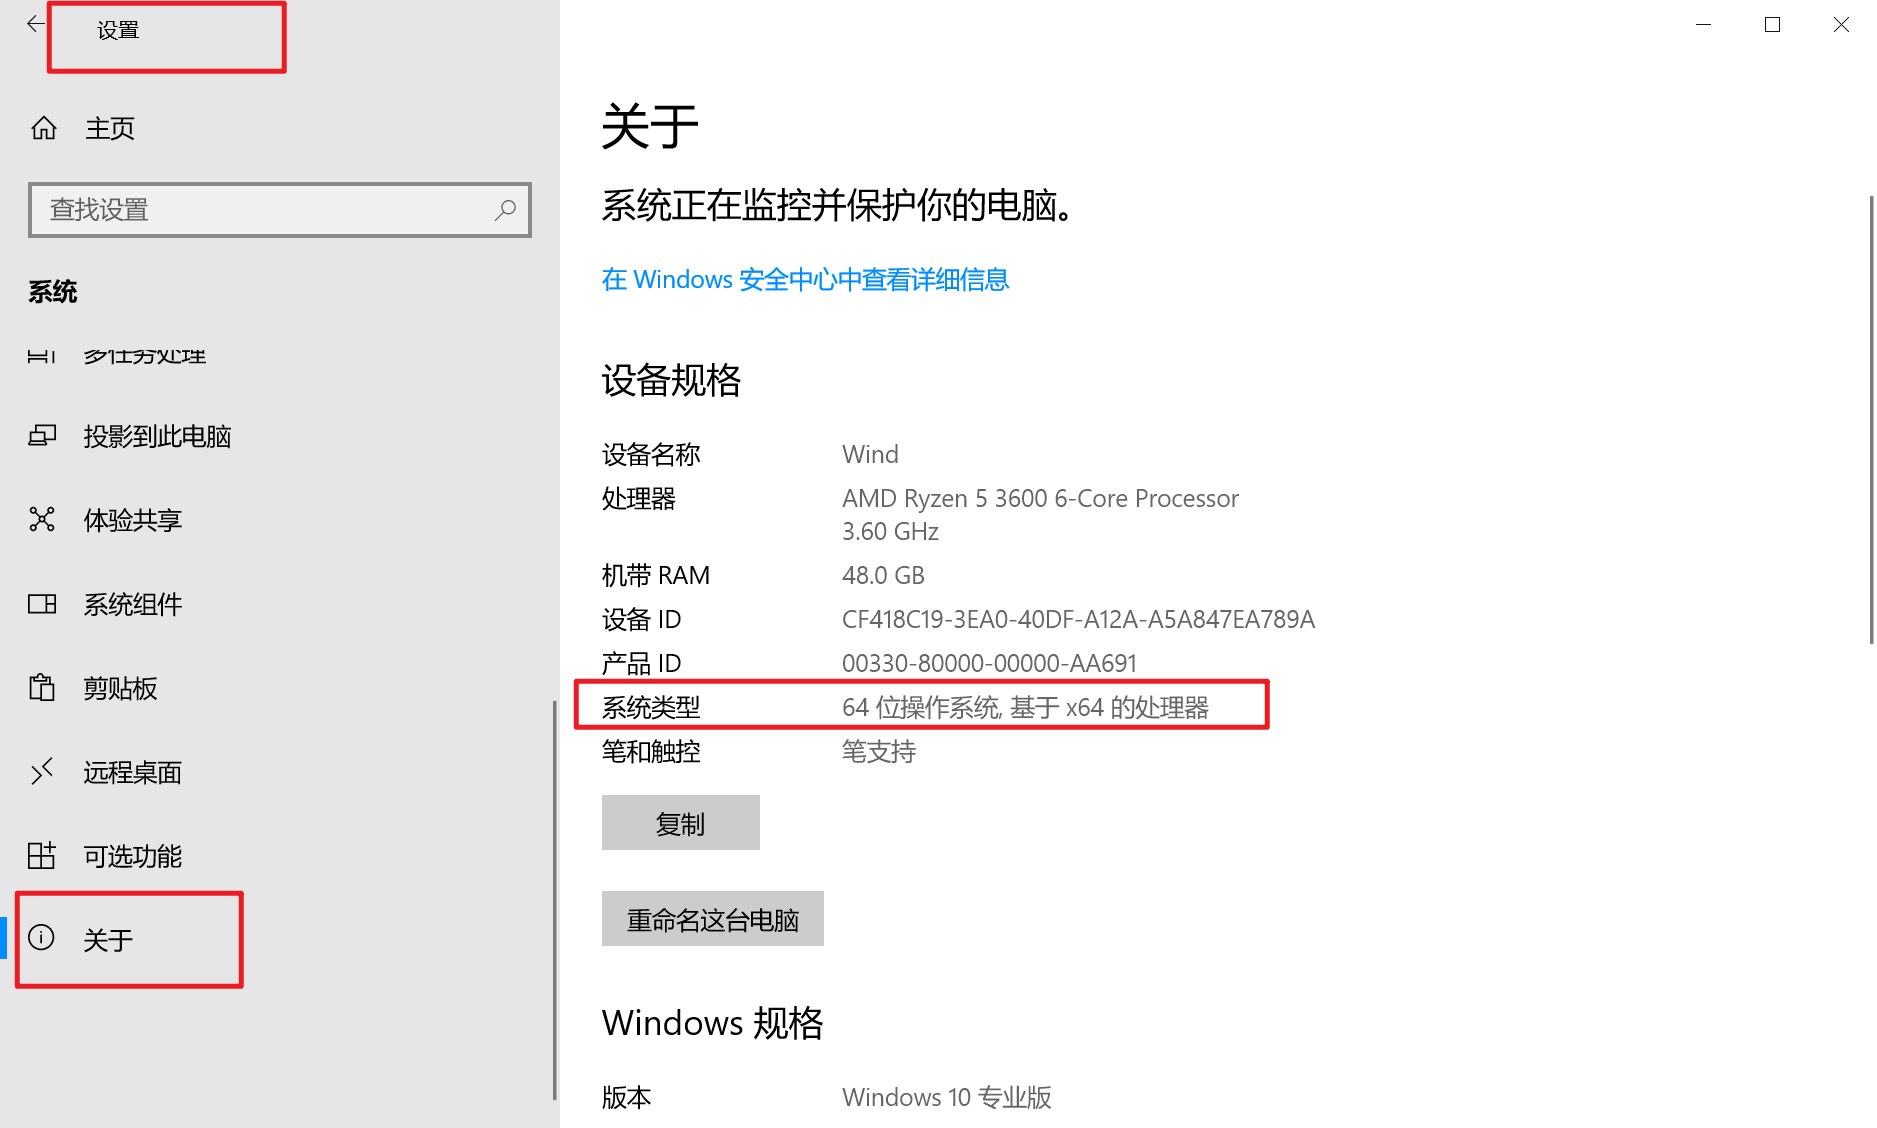 设置
主页
查找设置
系统
多任务处理
投影到此电脑
体验共享
系统组件
剪贴板
远程桌面
可选功能
关于
关于
系统正在监控并保护你的电脑。
在 Windows 安全中心中查看详细信息
设备规格
设备名称 Wind
处理器 AMD Ryzen 5 3600 6-Core Processor
3.60 GHz
机带 RAM 48.0 GB
设备 ID CF418C19-3EA0-40DF-A12A-A5A847EA789A
产品 ID 00330-80000-00000-AA691
系统类型 64 位操作系统, 基于 x64 的处理器
笔和触控 笔支持
复制
重命名这台电脑
Windows 规格
版本 Windows 10 专业版